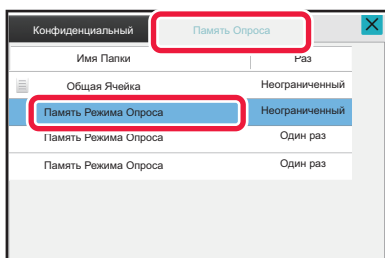 Конфиденциальный Память Опроса
Имя Папки Раз
Общая Ячейка Неограниченный
Память Режима Опроса Неограниченный
Память Режима Опроса Один раз
Память Режима Опроса Один раз